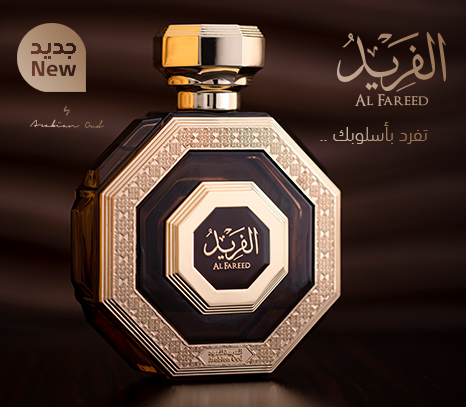 جديد
New
by
Arabian Oud
الفريد
AL FAREED
تفرد بأسلوبك ..
الفريد
AL FAREED
العربية للعود
Arabian Oud